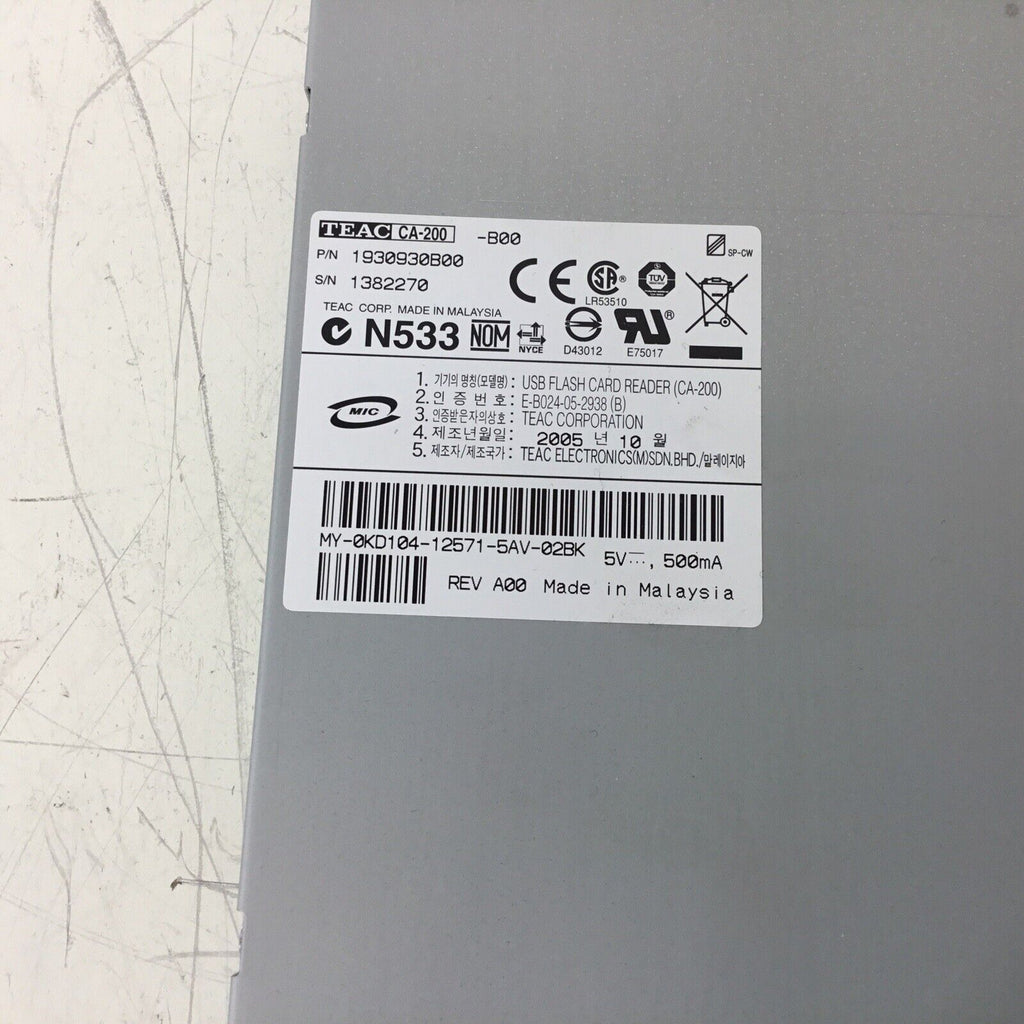 TEAC CA-200 -B00
SP-CW
P/N 1930930B00
S/N 1382270
CE SA® TÜV
LR53510
TEAC CORP. MADE IN MALAYSIA
N533 NOM NYCE D43012 E75017
MIC
1. 기기의 명칭(모델명) : USB FLASH CARD READER (CA-200)
2. 인 증 번 호 : E-B024-05-2938 (B)
3. 인증받은자의상호 : TEAC CORPORATION
4. 제조년월일 : 2005 년 10 월
5. 제조자/제조국가 : TEAC ELECTRONICS(M)SDN.BHD./말레이지아
MY-0KD104-12571-5AV-02BK 5V⎓, 500mA
REV A00 Made in Malaysia